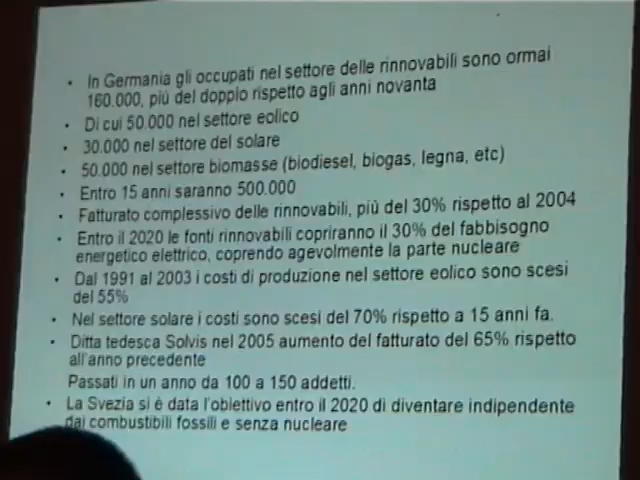 • In Germania gli occupati nel settore delle rinnovabili sono ormai
160.000, più del doppio rispetto agli anni novanta
• Di cui 50.000 nel settore eolico
• 30.000 nel settore del solare
• 50.000 nel settore biomasse (biodiesel, biogas, legna, etc)
• Entro 15 anni saranno 500.000
• Fatturato complessivo delle rinnovabili, più del 30% rispetto al 2004
• Entro il 2020 le fonti rinnovabili copriranno il 30% del fabbisogno
energetico elettrico, coprendo agevolmente la parte nucleare
• Dal 1991 al 2003 i costi di produzione nel settore eolico sono scesi
del 55%
• Nel settore solare i costi sono scesi del 70% rispetto a 15 anni fa.
• Ditta tedesca Solvis nel 2005 aumento del fatturato del 65% rispetto
all'anno precedente
Passati in un anno da 100 a 150 addetti.
• La Svezia si è data l'obiettivo entro il 2020 di diventare indipendente
dai combustibili fossili e senza nucleare